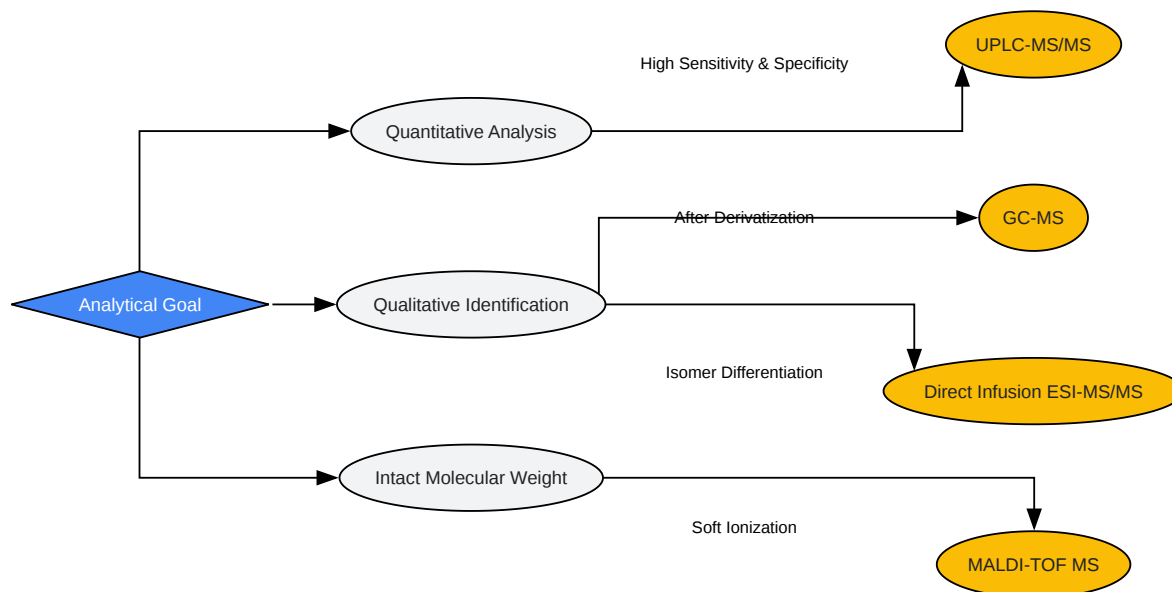 UPLC-MS/MS
High Sensitivity & Specificity
Quantitative Analysis
After Derivatization
GC-MS
Analytical Goal
Qualitative Identification
Isomer Differentiation
Direct Infusion ESI-MS/MS
Intact Molecular Weight
Soft Ionization
MALDI-TOF MS